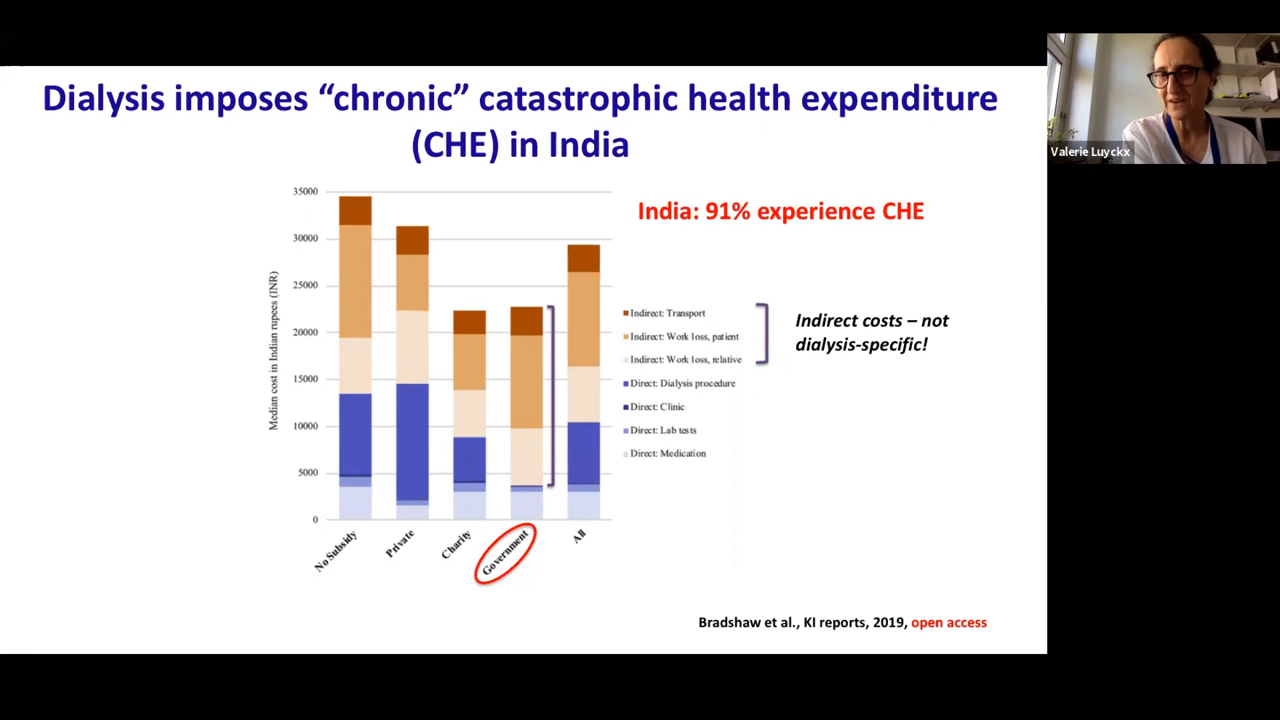 Dialysis imposes “chronic” catastrophic health expenditure
(CHE) in India
Valerie Luyckx
India: 91% experience CHE
35000
30000
25000
20000
15000
10000
5000
0
Median cost in Indian rupees (INR)
No Subsidy
Private
Charity
Government
All
Indirect: Transport
Indirect: Work loss, patient
Indirect: Work loss, relative
Direct: Dialysis procedure
Direct: Clinic
Direct: Lab tests
Direct: Medication
Indirect costs – not
dialysis-specific!
Bradshaw et al., KI reports, 2019, open access